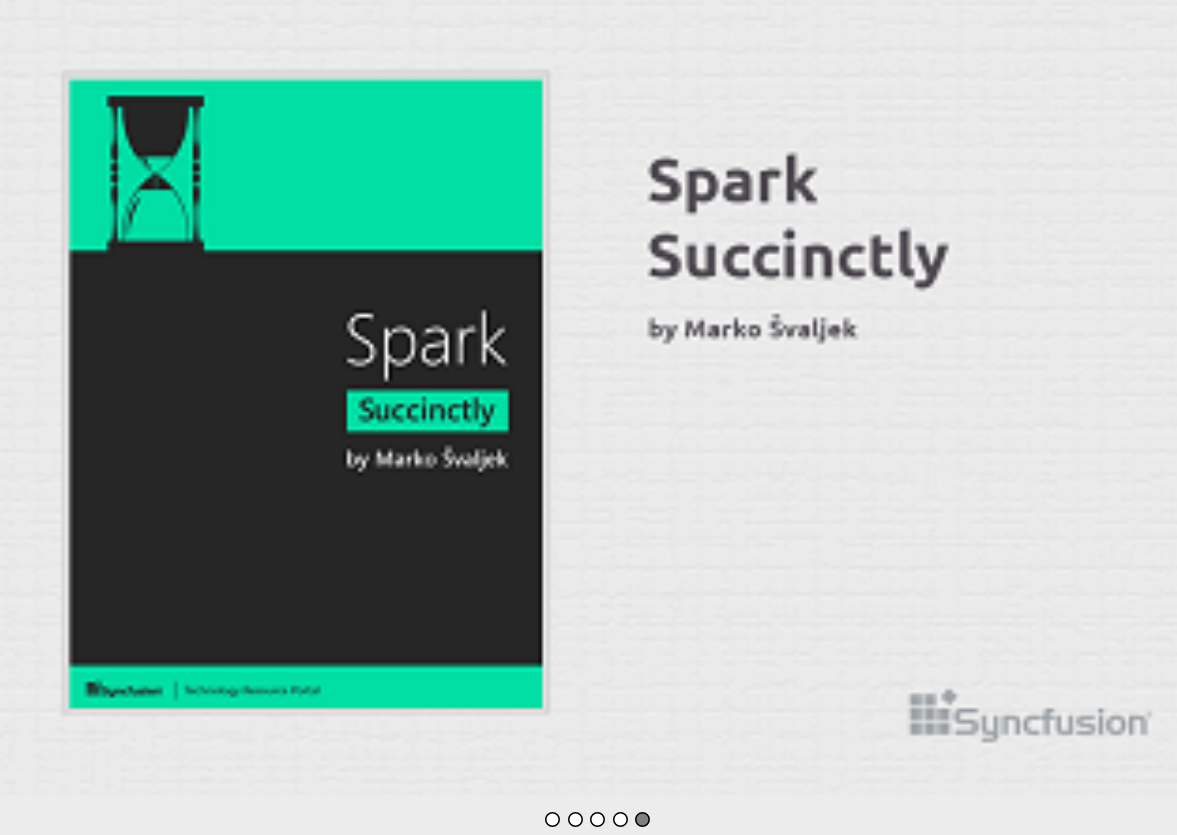 Spark
Succinctly
by Marko Švaljek
Syncfusion | Technology Resource Portal
Spark
Succinctly
by Marko Švaljek
Syncfusion